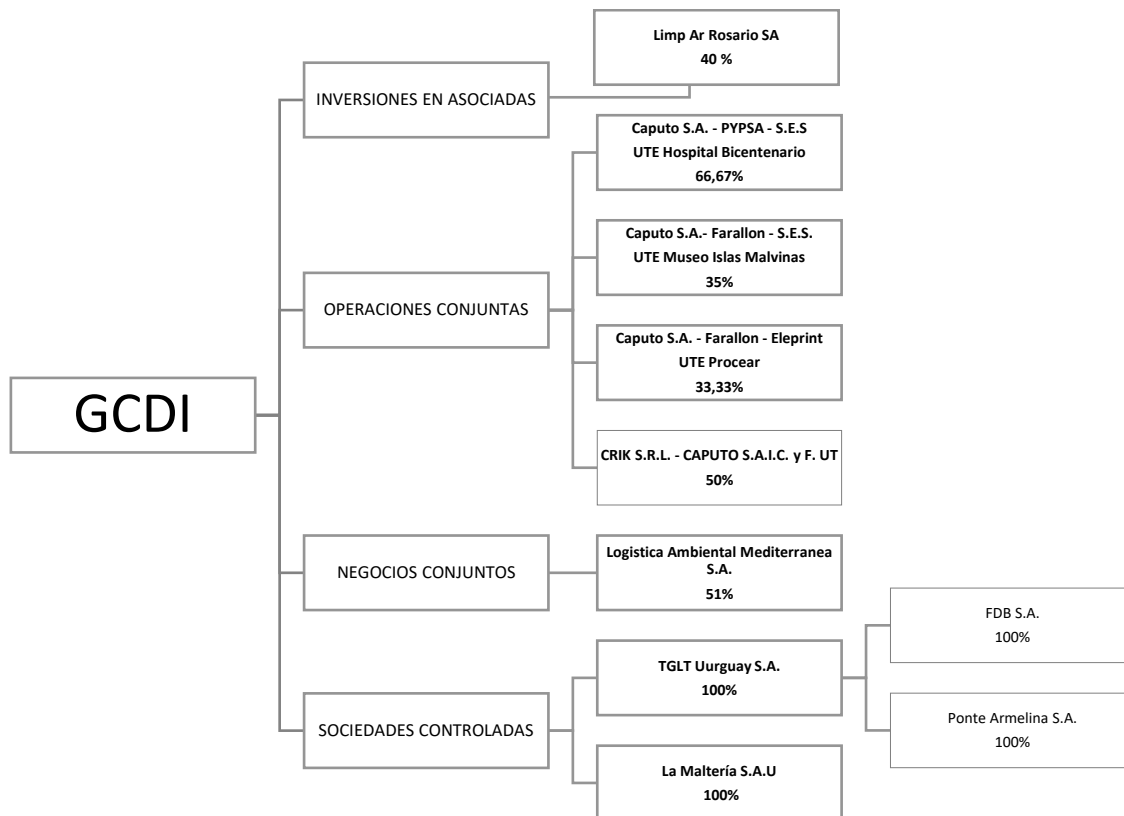 GCDI
INVERSIONES EN ASOCIADAS
Limp Ar Rosario SA
40 %
OPERACIONES CONJUNTAS
Caputo S.A. - PYPSA - S.E.S
UTE Hospital Bicentenario
66,67%
Caputo S.A.- Farallon - S.E.S.
UTE Museo Islas Malvinas
35%
Caputo S.A. - Farallon - Eleprint
UTE Procear
33,33%
CRIK S.R.L. - CAPUTO S.A.I.C. y F. UT
50%
NEGOCIOS CONJUNTOS
Logistica Ambiental Mediterranea
S.A.
51%
SOCIEDADES CONTROLADAS
TGLT Uurguay S.A.
100%
FDB S.A.
100%
Ponte Armelina S.A.
100%
La Maltería S.A.U
100%